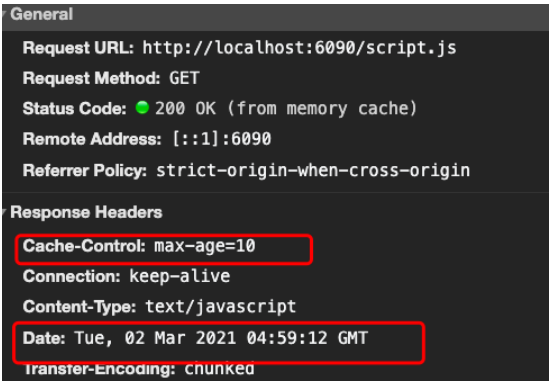 General
Request URL: http://localhost:6090/script.js
Request Method: GET
Status Code: 200 OK (from memory cache)
Remote Address: [::1]:6090
Referrer Policy: strict-origin-when-cross-origin
Response Headers
Cache-Control: max-age=10
Connection: keep-alive
Content-Type: text/javascript
Date: Tue, 02 Mar 2021 04:59:12 GMT
Transfer-Encoding: chunked